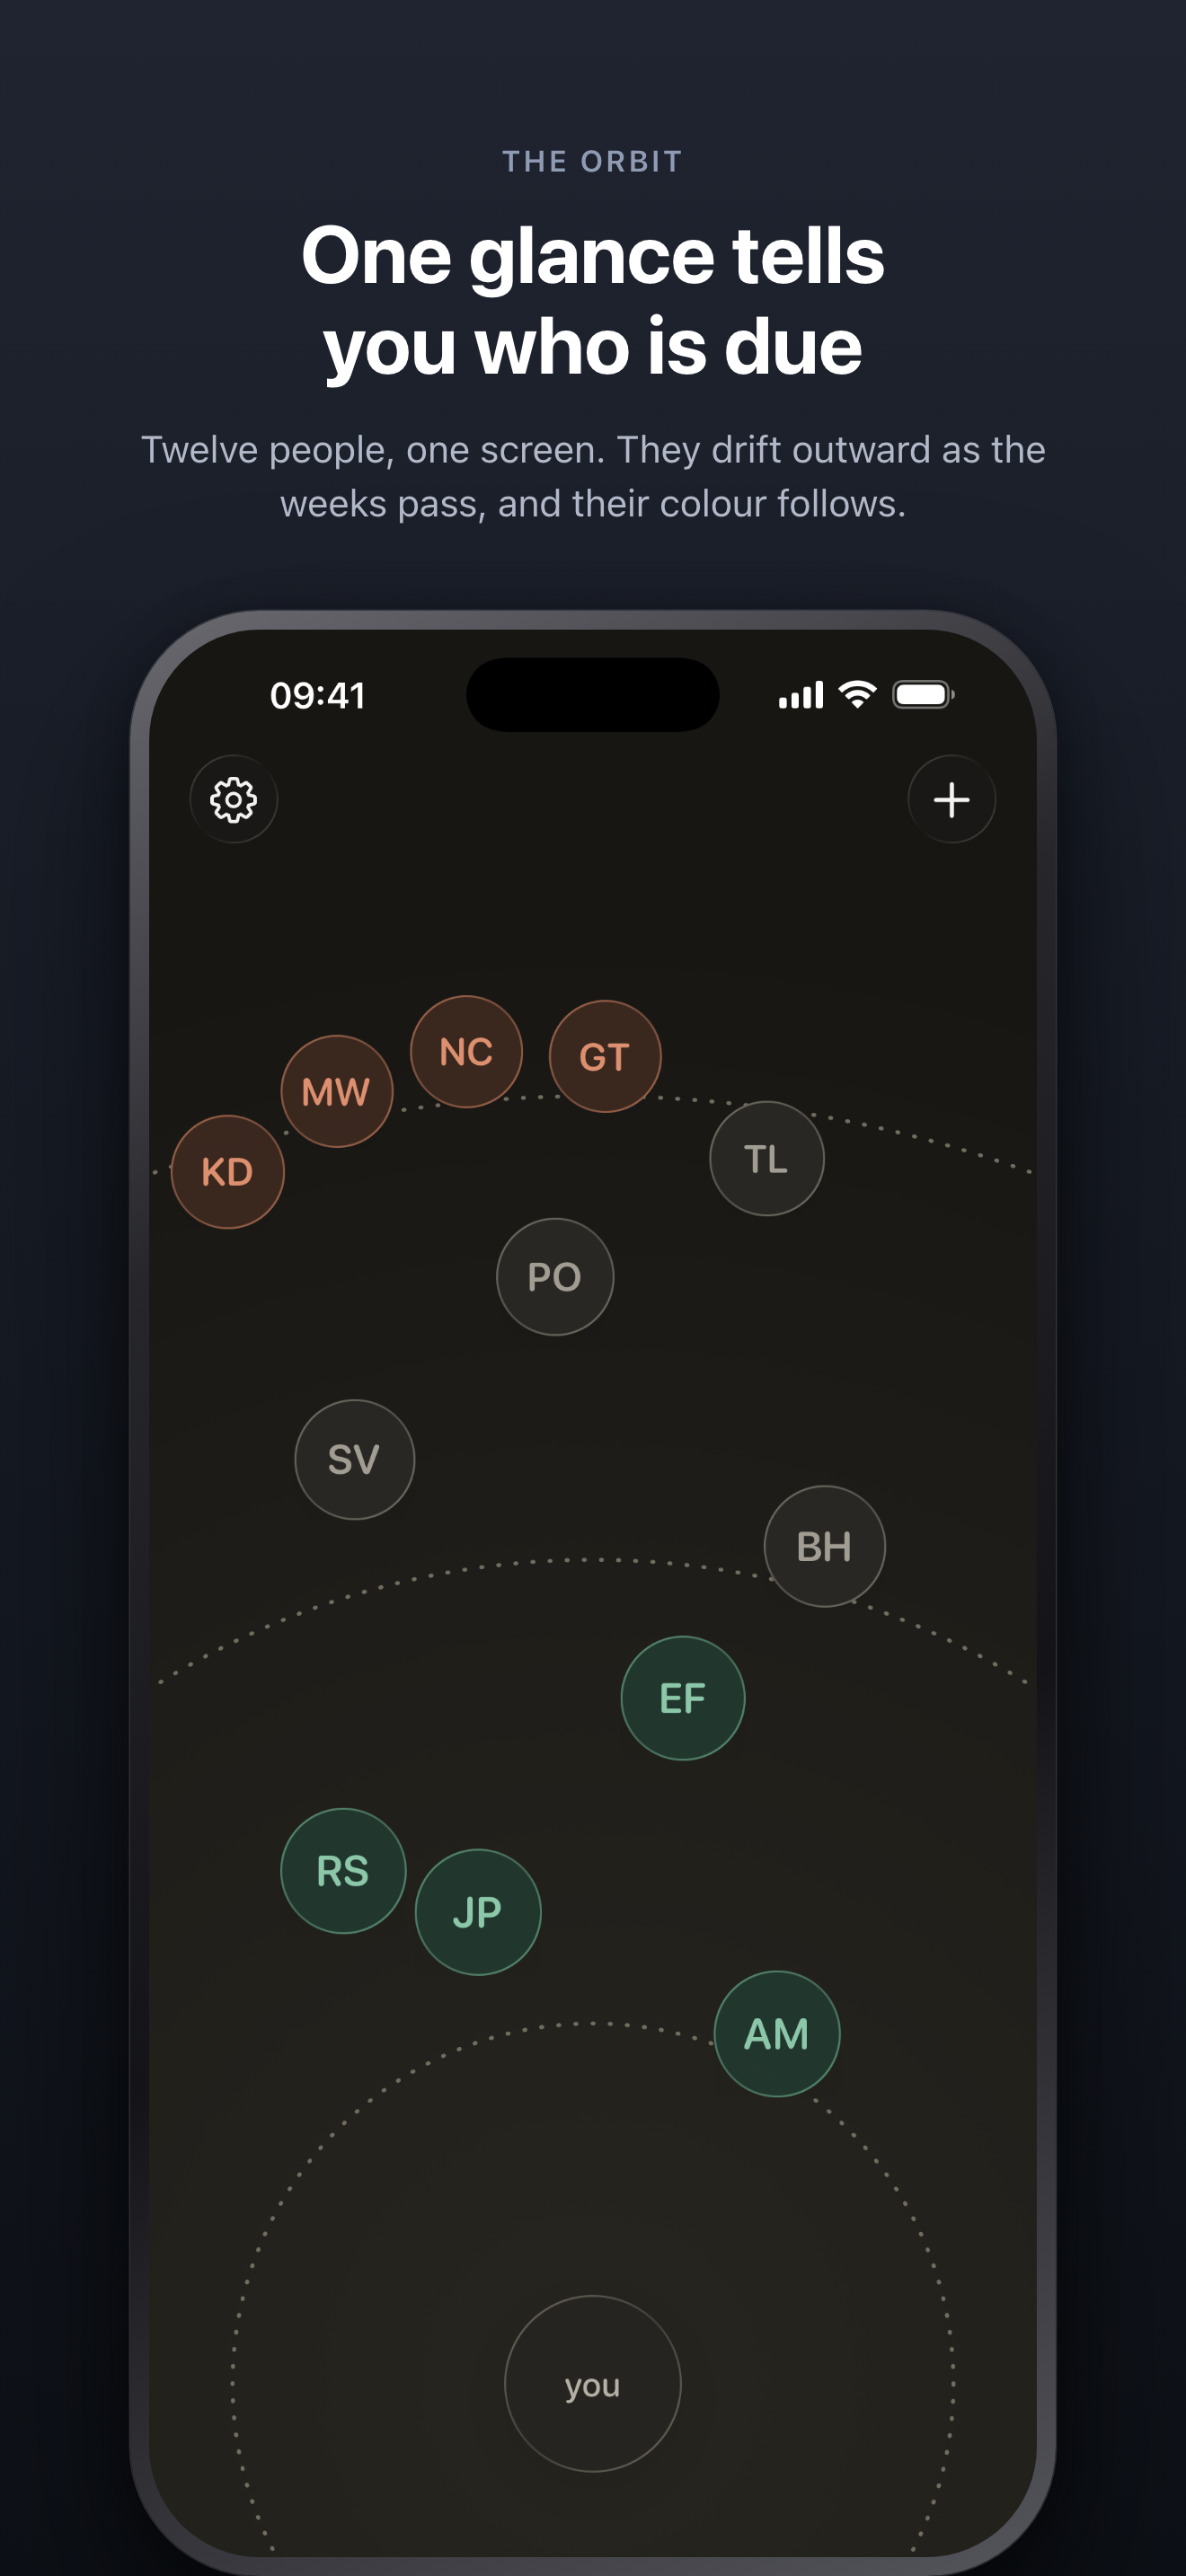 THE ORBIT
One glance tells
you who is due
Twelve people, one screen. They drift outward as the
weeks pass, and their colour follows.
09:41
NC
GT
MW
KD
TL
PO
SV
BH
EF
RS
JP
AM
you